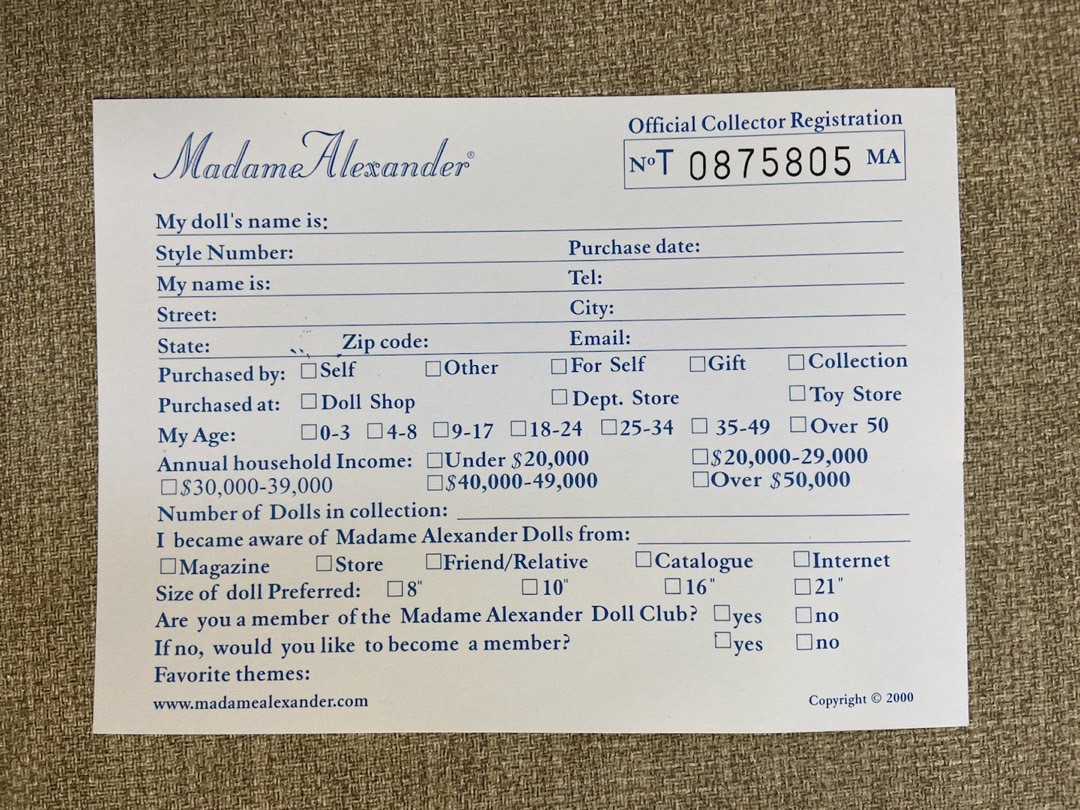 Madame Alexander®
Official Collector Registration
NºT 0875805 MA
My doll's name is:
Style Number: Purchase date:
My name is: Tel:
Street: City:
State: Zip code: Email:
Purchased by: □Self □Other □For Self □Gift □Collection
Purchased at: □Doll Shop □Dept. Store □Toy Store
My Age: □0-3 □4-8 □9-17 □18-24 □25-34 □35-49 □Over 50
Annual household Income: □Under $20,000 □$20,000-29,000
□$30,000-39,000 □$40,000-49,000 □Over $50,000
Number of Dolls in collection:
I became aware of Madame Alexander Dolls from:
□Magazine □Store □Friend/Relative □Catalogue □Internet
Size of doll Preferred: □8" □10" □16" □21"
Are you a member of the Madame Alexander Doll Club? □yes □no
If no, would you like to become a member? □yes □no
Favorite themes:
www.madamealexander.com Copyright © 2000